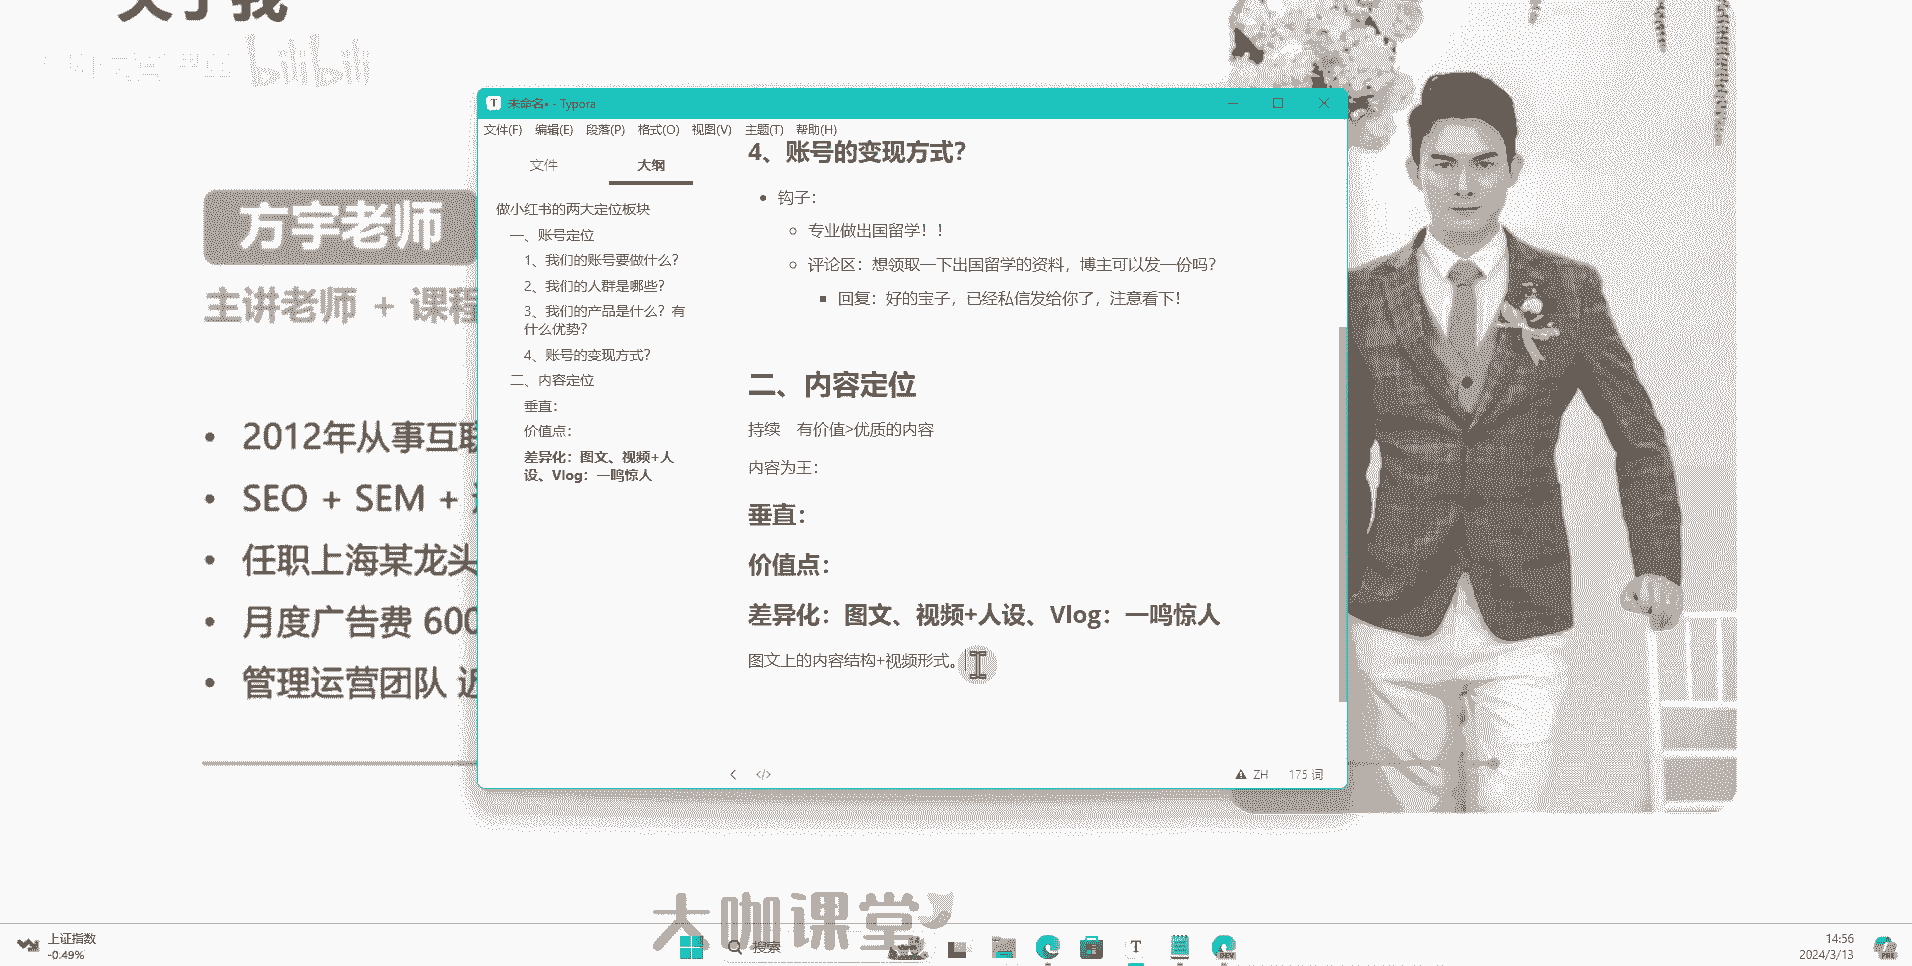 关于我
bilibili
方宇老师
主讲老师 + 课程
2012年从事互联
SEO + SEM +
任职上海某龙头
月度广告费 600
管理运营团队 近
未命名• - Typora
文件(F) 编辑(E) 段落(P) 格式(O) 视图(V) 主题(T) 帮助(H)
文件 大纲
做小红书的两大定位板块
一、账号定位
1、我们的账号要做什么？
2、我们的人群是哪些？
3、我们的产品是什么？有
什么优势？
4、账号的变现方式？
二、内容定位
垂直：
价值点：
差异化：图文、视频+人
设、Vlog：一鸣惊人
4、账号的变现方式？
钩子：
专业做出国留学！！
评论区：想领取一下出国留学的资料，博主可以发一份吗？
回复：好的宝子，已经私信发给你了，注意看下！
二、内容定位
持续 有价值>优质的内容
内容为王：
垂直：
价值点：
差异化：图文、视频+人设、Vlog：一鸣惊人
图文上的内容结构+视频形式。
ZH 175 词
大咖课堂
上证指数
-0.49%
搜索
DEV
14:56
2024/3/13
PRE